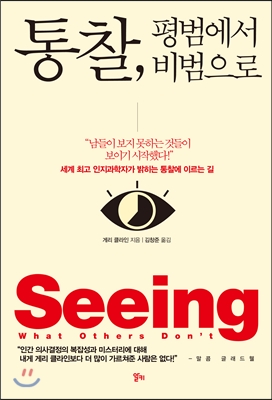 통찰, 평범에서
비범으로
"남들이 보지 못하는 것들이
보이기 시작했다!"
세계 최고 인지과학자가 밝히는 통찰에 이르는 길
게리 클라인 지음 | 김창준 옮김
Seeing
What Others Don't
"인간 의사결정의 복잡성과 미스터리에 대해
내게 게리 클라인보다 더 많이 가르쳐준 사람은 없다!"
- 말콤 글래드웰
알키